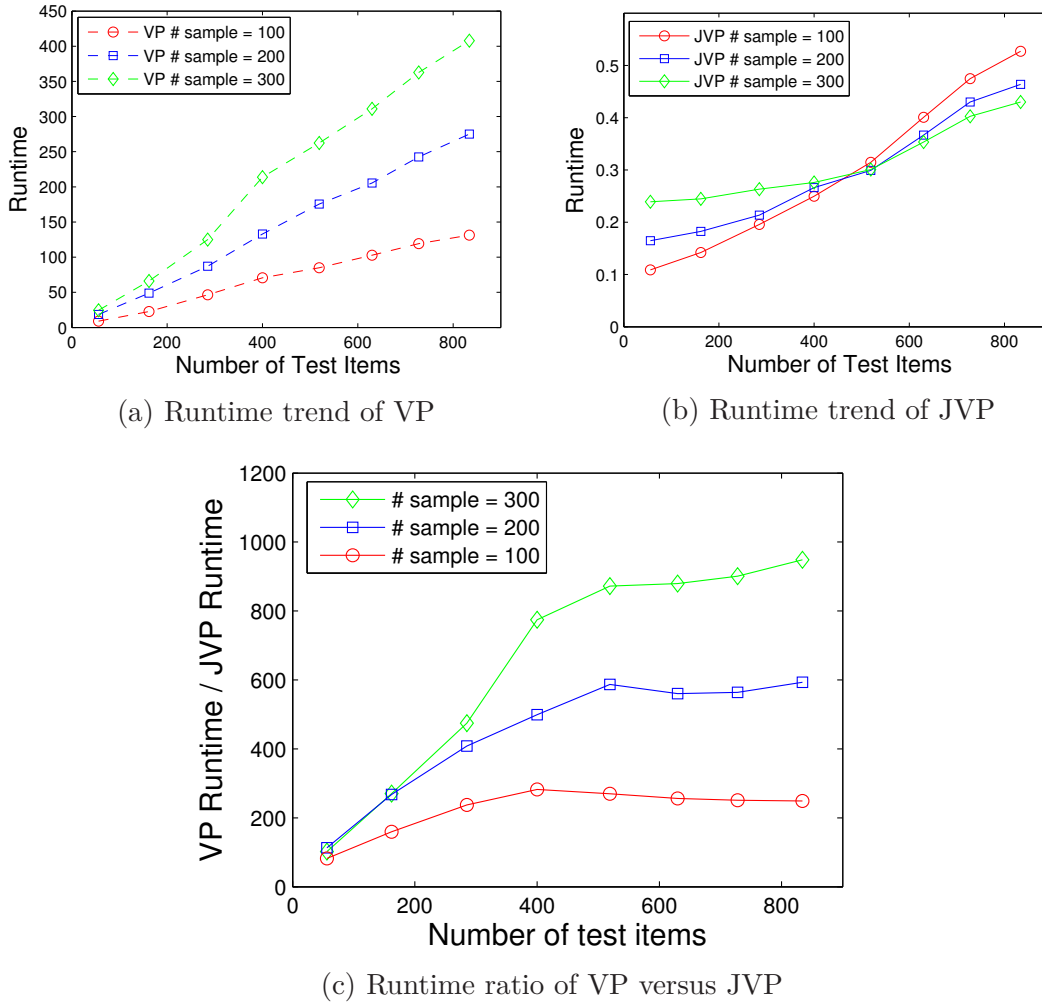 450
400
350
300
250
200
150
100
50
0
0 200 400 600 800
Runtime
Number of Test Items
VP # sample = 100
VP # sample = 200
VP # sample = 300
(a) Runtime trend of VP
0.5
0.4
0.3
0.2
0.1
0
0 200 400 600 800
Runtime
Number of Test Items
JVP # sample = 100
JVP # sample = 200
JVP # sample = 300
(b) Runtime trend of JVP
1200
1000
800
600
400
200
0
0 200 400 600 800
VP Runtime / JVP Runtime
Number of test items
# sample = 300
# sample = 200
# sample = 100
(c) Runtime ratio of VP versus JVP